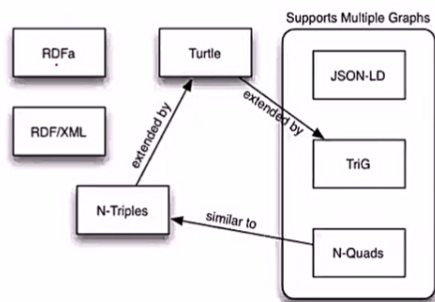 Supports Multiple Graphs
RDFa
Turtle
JSON-LD
RDF/XML
extended by
extended by
TriG
N-Triples
similar to
N-Quads